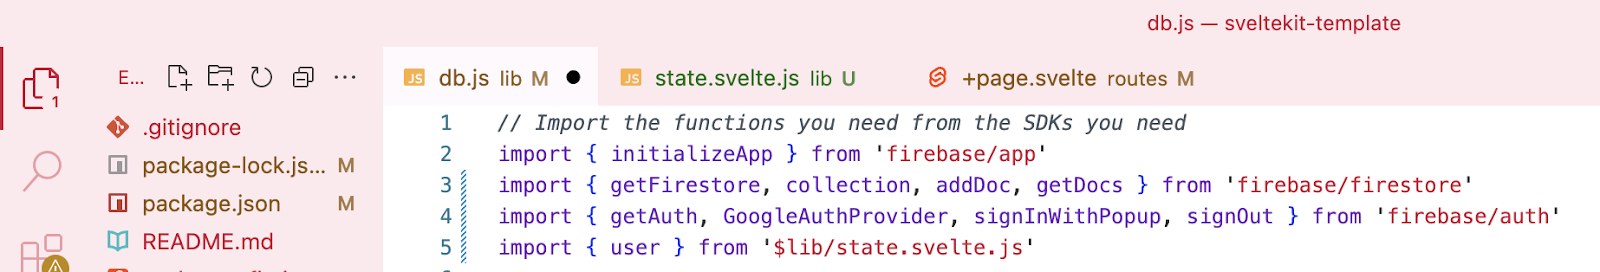 db.js — sveltekit-template
E...
db.js lib M
state.svelte.js lib U
+page.svelte routes M
1
.gitignore
package-lock.js... M
package.json M
README.md
1 // Import the functions you need from the SDKs you need
2 import { initializeApp } from 'firebase/app'
3 import { getFirestore, collection, addDoc, getDocs } from 'firebase/firestore'
4 import { getAuth, GoogleAuthProvider, signInWithPopup, signOut } from 'firebase/auth'
5 import { user } from '$lib/state.svelte.js'